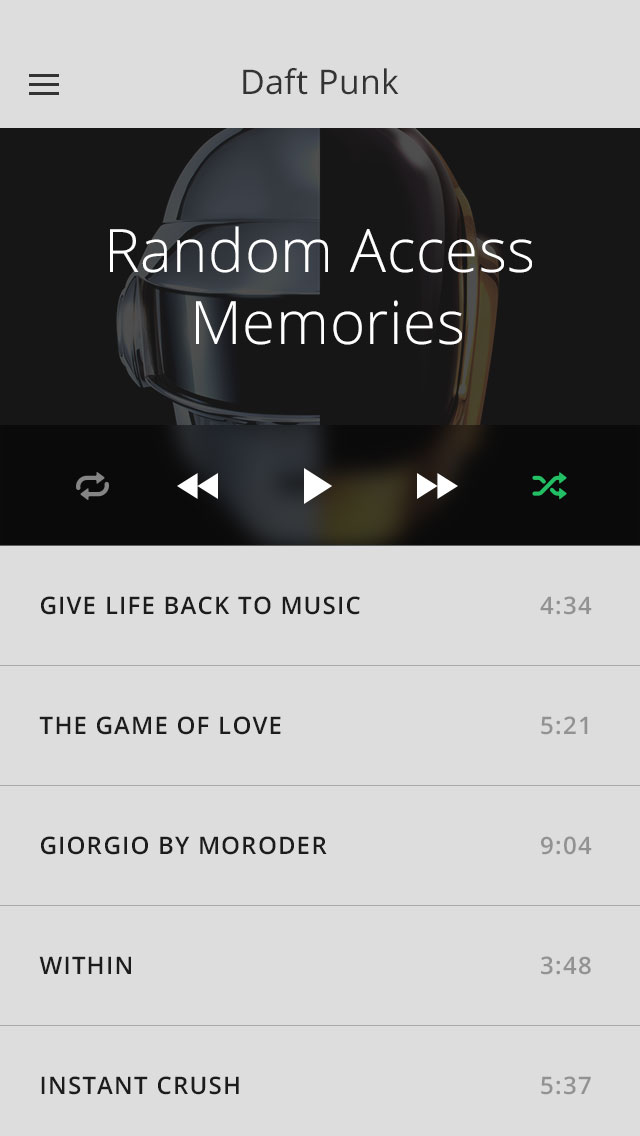 Daft Punk
Random Access
Memories
GIVE LIFE BACK TO MUSIC 4:34
THE GAME OF LOVE 5:21
GIORGIO BY MORODER 9:04
WITHIN 3:48
INSTANT CRUSH 5:37